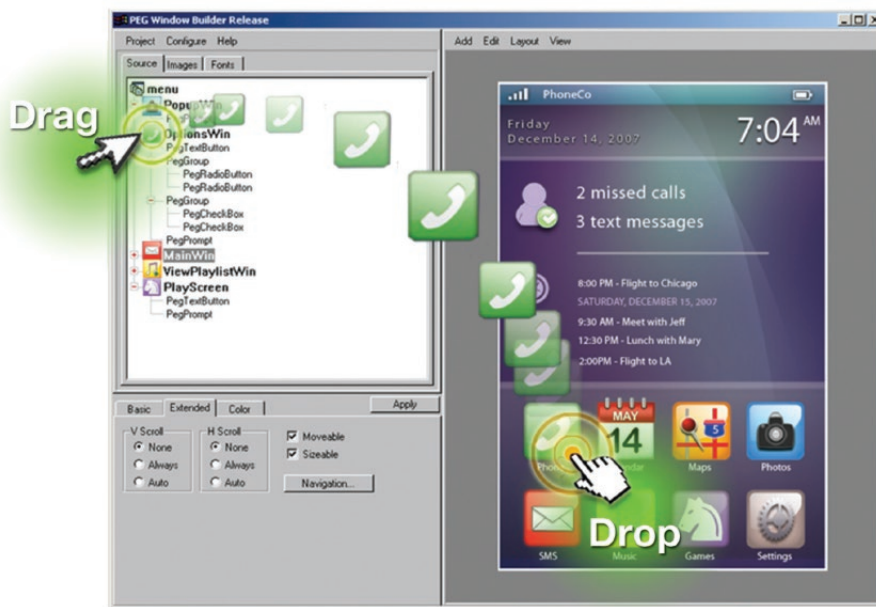 PEG Window Builder Release
Project Configure Help
Source Images Fonts
menu
PopupWin
OptionsWin
PegTextButton
PegGroup
PegRadioButton
PegRadioButton
PegGroup
PegCheckBox
PegCheckBox
PegPrompt
MainWin
ViewPlaylistWin
PlayScreen
PegTextButton
PegPrompt
Drag
Basic Extended Color Apply
V Scroll H Scroll
None None Moveable
Always Always Sizeable
Auto Auto Navigation...
Add Edit Layout View
PhoneCo
Friday
December 14, 2007
7:04 AM
2 missed calls
3 text messages
8:00 PM - Flight to Chicago
SATURDAY, DECEMBER 15, 2007
9:30 AM - Meet with Jeff
12:30 PM - Lunch with Mary
2:00PM - Flight to LA
MAY
14
5
Phone Maps Photos
Drop
SMS Music Games Settings